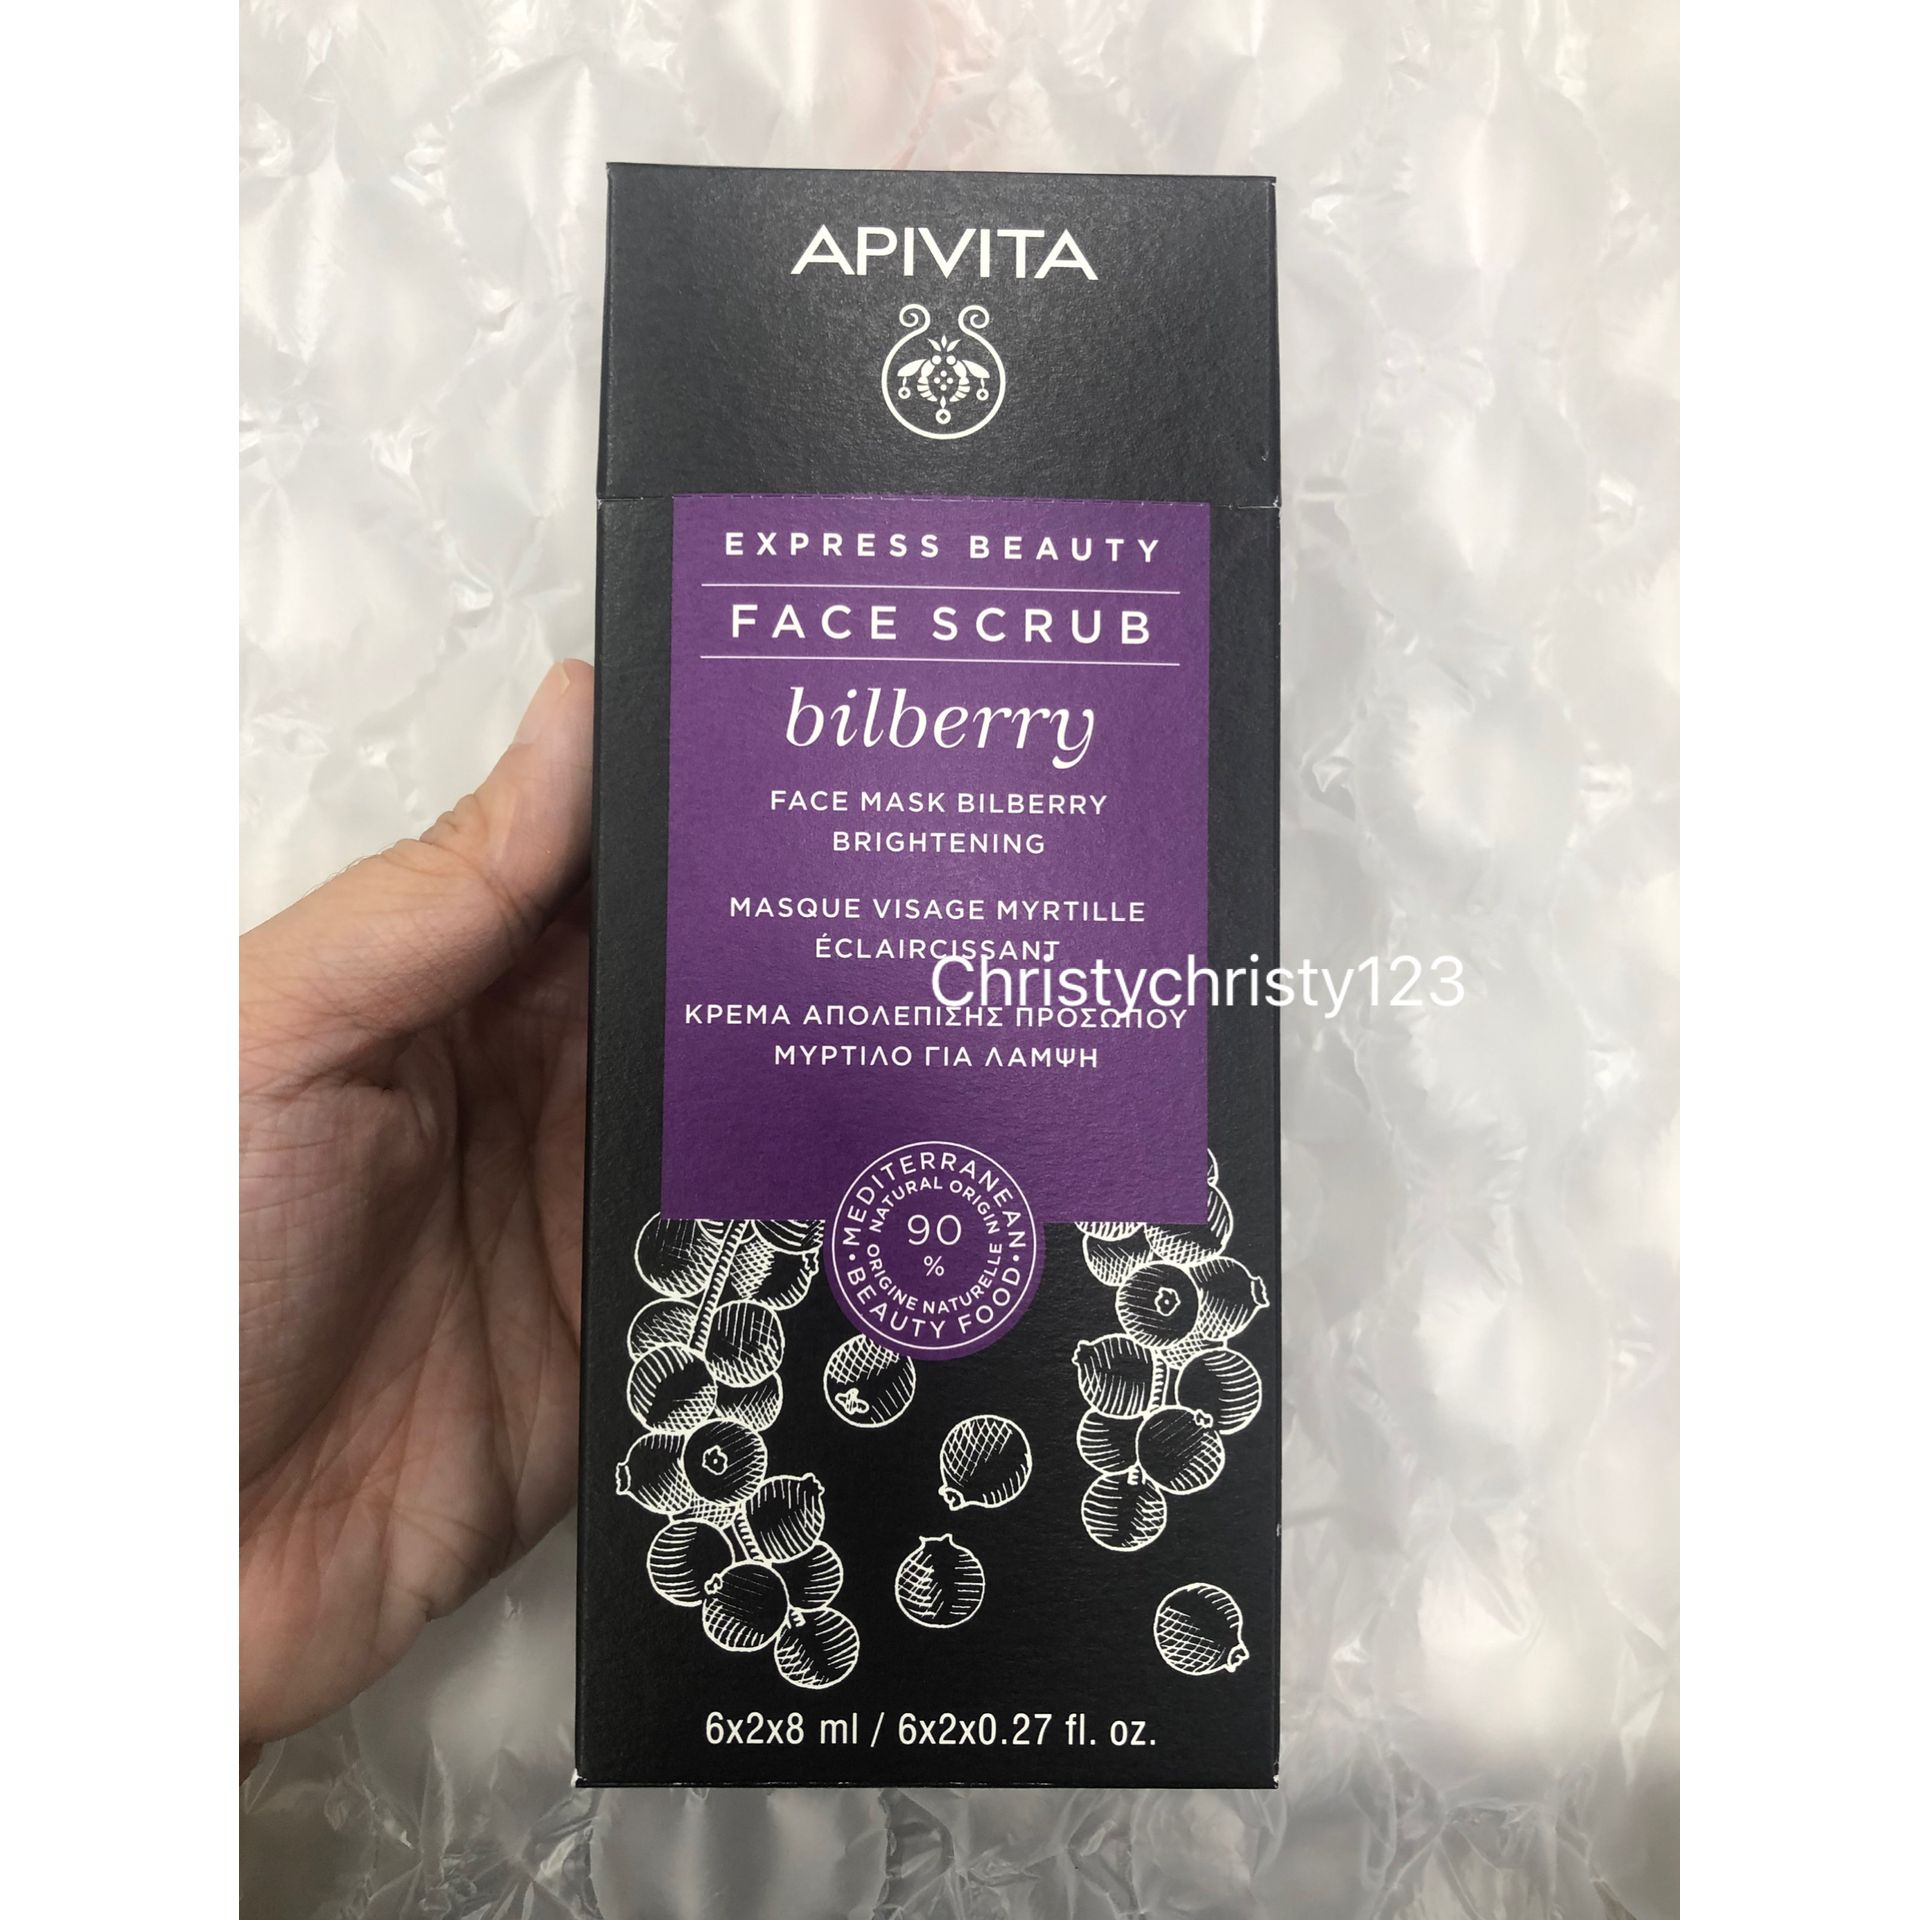 APIVITA
EXPRESS BEAUTY
FACE SCRUB
bilberry
FACE MASK BILBERRY
BRIGHTENING
MASQUE VISAGE MYRTILLE
ÉCLAIRCISSANT
Christychristy123
ΚΡΕΜΑ ΑΠΟΛΕΠΙΣΗΣ ΠΡΟΣΩΠΟΥ
ΜΥΡΤΙΛΟ ΓΙΑ ΛΑΜΨΗ
MEDITERRANEAN
NATURAL ORIGIN
90
%
ORIGINE NATURELLE
BEAUTY FOOD
6x2x8 ml / 6x2x0.27 fl. oz.